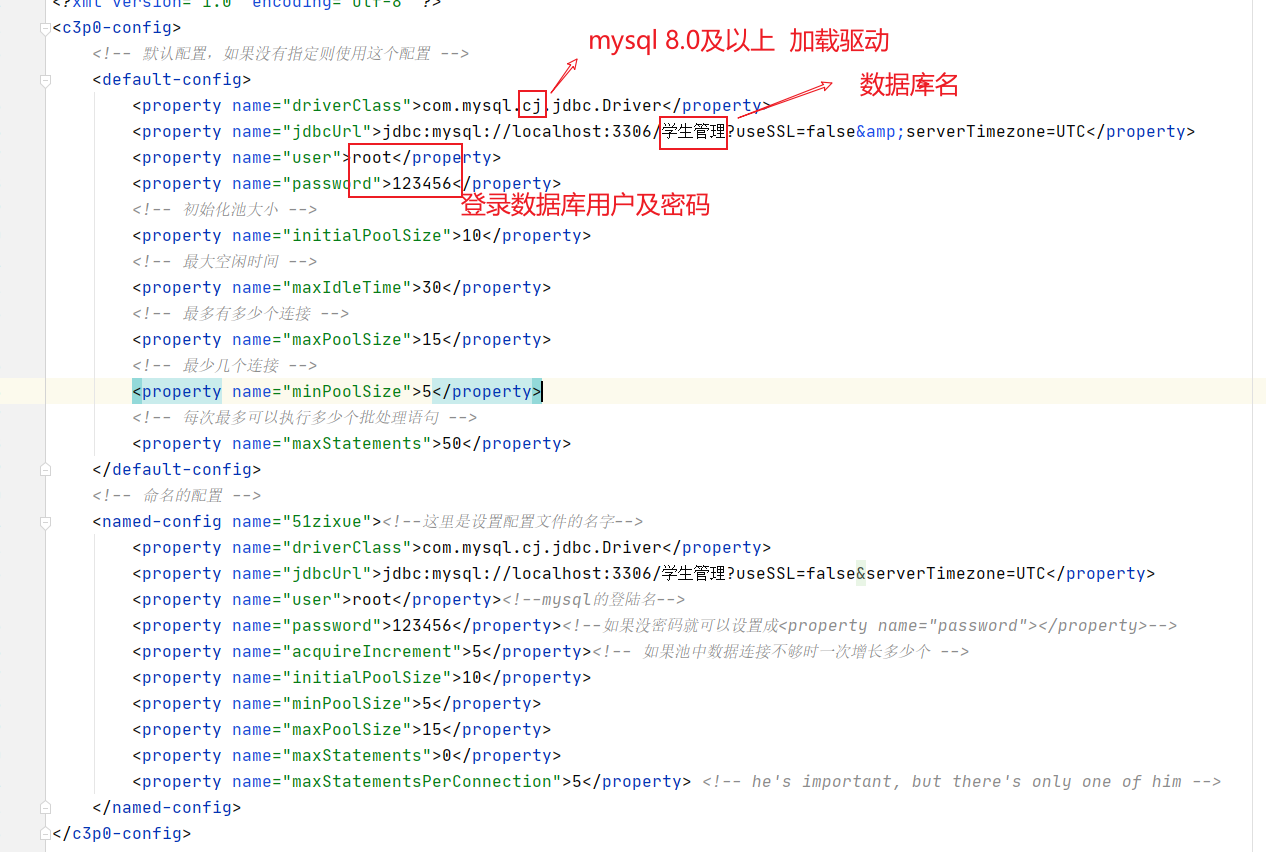 <?xml version="1.0" encoding="utf-8" ?>
<c3p0-config>
<!-- 默认配置，如果没有指定则使用这个配置 -->
mysql 8.0及以上 加载驱动
<default-config>
数据库名
<property name="driverClass">com.mysql.cj.jdbc.Driver</property>
<property name="jdbcUrl">jdbc:mysql://localhost:3306/学生管理?useSSL=false&amp;serverTimezone=UTC</property>
<property name="user">root</property>
<property name="password">123456</property>
登录数据库用户及密码
<!-- 初始化池大小 -->
<property name="initialPoolSize">10</property>
<!-- 最大空闲时间 -->
<property name="maxIdleTime">30</property>
<!-- 最多有多少个连接 -->
<property name="maxPoolSize">15</property>
<!-- 最少几个连接 -->
<property name="minPoolSize">5</property>
<!-- 每次最多可以执行多少个批处理语句 -->
<property name="maxStatements">50</property>
</default-config>
<!-- 命名的配置 -->
<named-config name="51zixue"><!--这里是设置配置文件的名字-->
<property name="driverClass">com.mysql.cj.jdbc.Driver</property>
<property name="jdbcUrl">jdbc:mysql://localhost:3306/学生管理?useSSL=false&serverTimezone=UTC</property>
<property name="user">root</property><!--mysql的登陆名-->
<property name="password">123456</property><!--如果没密码就可以设置成<property name="password"></property>-->
<property name="acquireIncrement">5</property><!-- 如果池中数据连接不够时一次增长多少个 -->
<property name="initialPoolSize">10</property>
<property name="minPoolSize">5</property>
<property name="maxPoolSize">15</property>
<property name="maxStatements">0</property>
<property name="maxStatementsPerConnection">5</property> <!-- he's important, but there's only one of him -->
</named-config>
</c3p0-config>